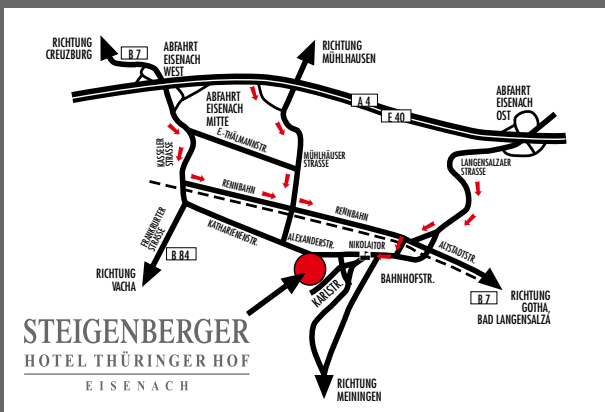 RICHTUNG
CREUZBURG
B 7
ABFAHRT
EISENACH
WEST
RICHTUNG
MÜHLHAUSEN
ABFAHRT
EISENACH
MITTE
A 4
E 40
ABFAHRT
EISENACH
OST
E.-THÄLMANNSTR.
KASSELER
STRASSE
MÜHLHÄUSER
STRASSE
LANGENSALZAER
STRASSE
RENNBAHN
RENNBAHN
FRANKURTER
STRASSE
KATHARIENENSTR.
ALEXANDERSTR.
NIKOLAITOR
ALTSTADTSTR.
B 84
RICHTUNG
VACHA
KARLSTR.
BAHNHOFSTR.
B 7
RICHTUNG
GOTHA,
BAD LANGENSALZA
STEIGENBERGER
HOTEL THÜRINGER HOF
EISENACH
RICHTUNG
MEININGEN